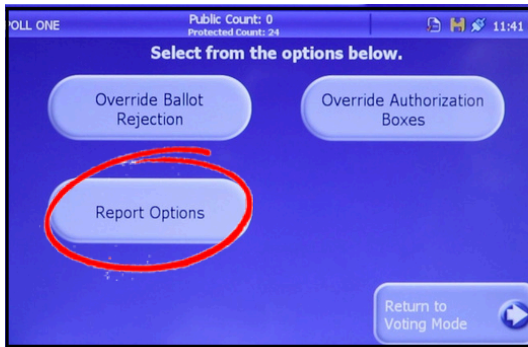 POLL ONE
Public Count: 0
Protected Count: 24
11:41
Select from the options below.
Override Ballot
Rejection
Override Authorization
Boxes
Report Options
Return to
Voting Mode